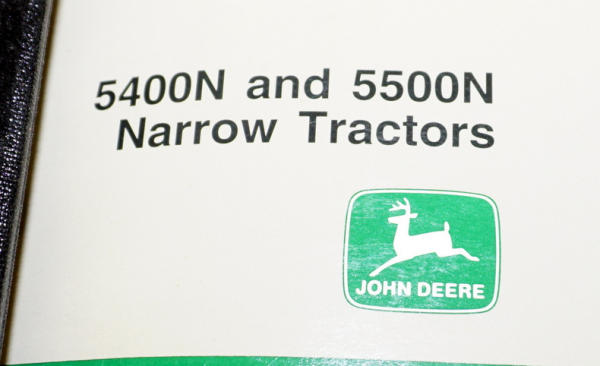 5400N and 5500N
Narrow Tractors
JOHN DEERE